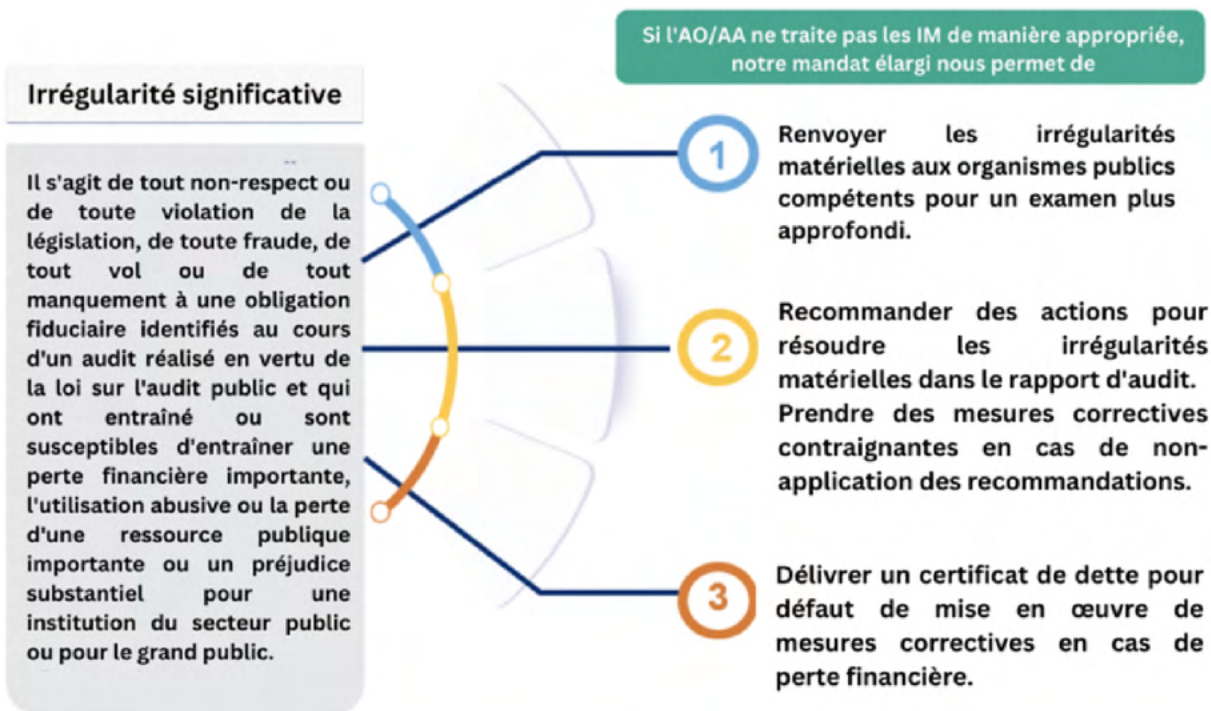 Irrégularité significative
Il s'agit de tout non-respect ou
de toute violation de la
législation, de toute fraude, de
tout vol ou de tout
manquement à une obligation
fiduciaire identifiés au cours
d'un audit réalisé en vertu de
la loi sur l'audit public et qui
ont entraîné ou sont
susceptibles d'entraîner une
perte financière importante,
l'utilisation abusive ou la perte
d'une ressource publique
importante ou un préjudice
substantiel pour une
institution du secteur public
ou pour le grand public.
Si l'AO/AA ne traite pas les IM de manière appropriée,
notre mandat élargi nous permet de
1
Renvoyer les irrégularités
matérielles aux organismes publics
compétents pour un examen plus
approfondi.
2
Recommander des actions pour
résoudre les irrégularités
matérielles dans le rapport d'audit.
Prendre des mesures correctives
contraignantes en cas de non-
application des recommandations.
3
Délivrer un certificat de dette pour
défaut de mise en œuvre de
mesures correctives en cas de
perte financière.